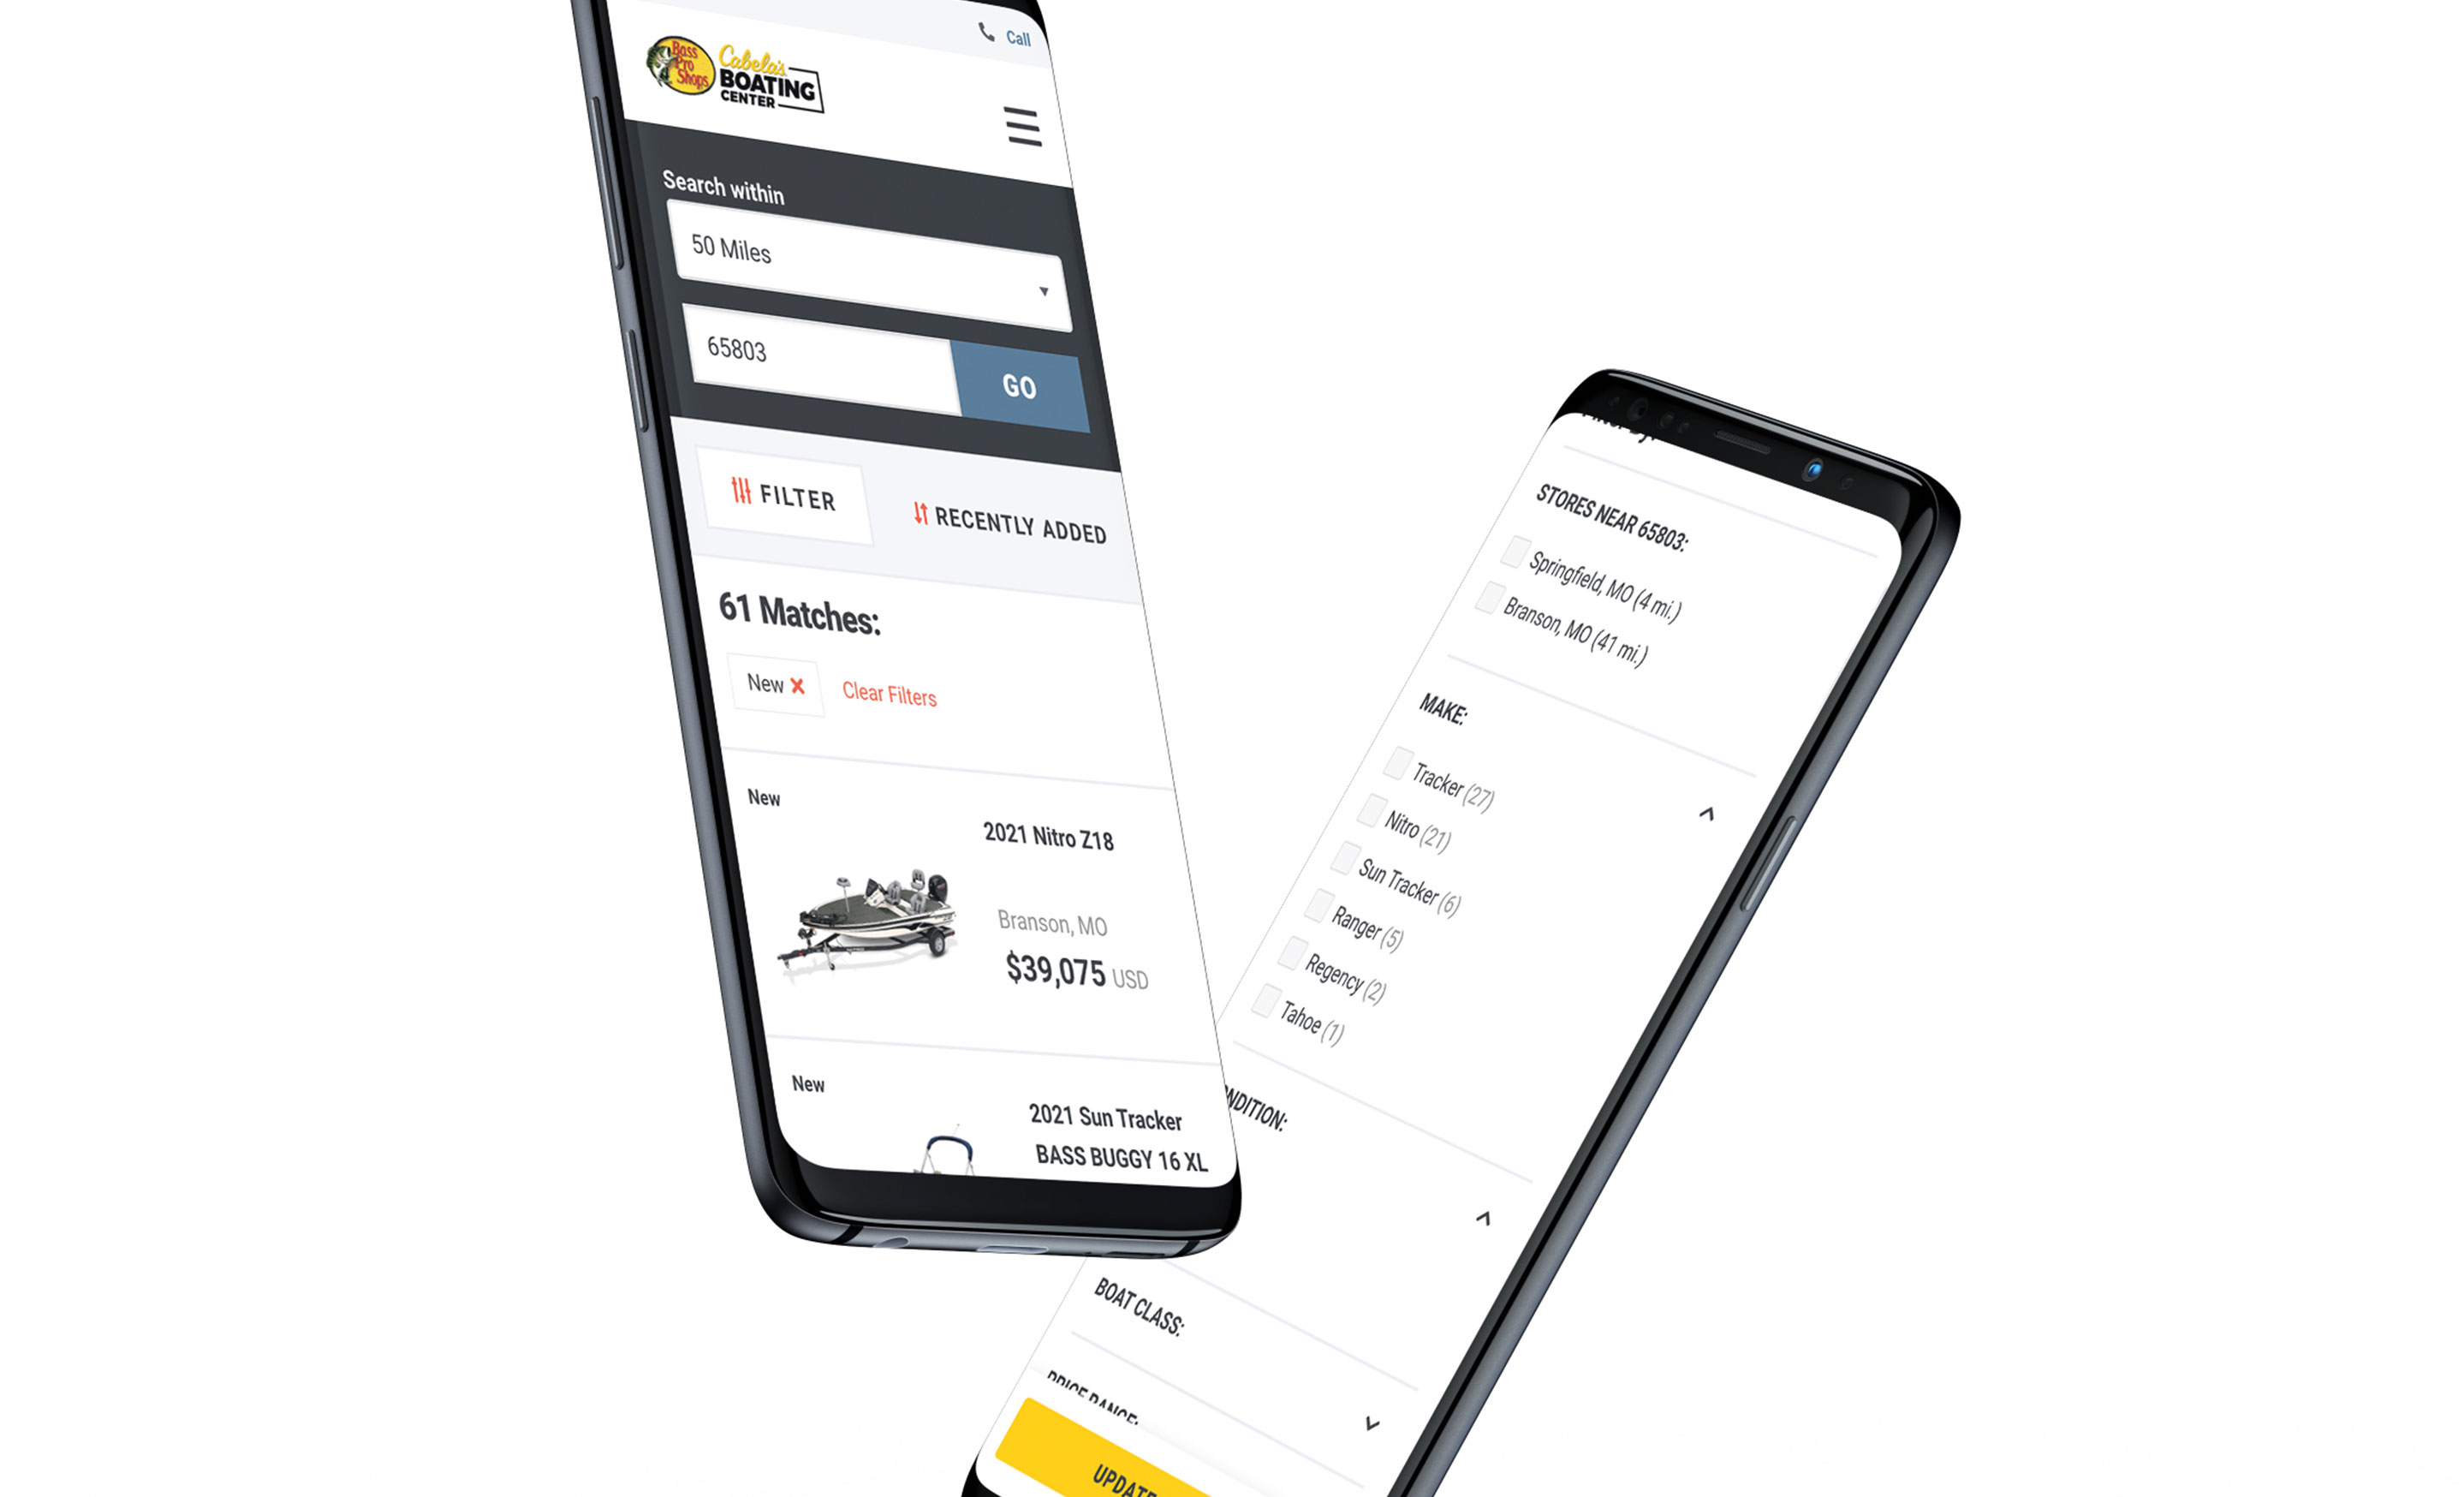 Call
Bass
Pro
Shops
Cabela's
BOATING
CENTER
Search within
50 Miles
65803
GO
FILTER
RECENTLY ADDED
61 Matches:
New
Clear Filters
New
2021 Nitro Z18
Branson, MO
$39,075 USD
New
2021 Sun Tracker
BASS BUGGY 16 XL
STORES NEAR 65803:
Springfield, MO (4 mi.)
Branson, MO (41 mi.)
MAKE:
Tracker (27)
Nitro (21)
Sun Tracker (6)
Ranger (5)
Regency (2)
Tahoe (1)
NDITION:
BOAT CLASS:
PRICE RANGE:
UPDATE